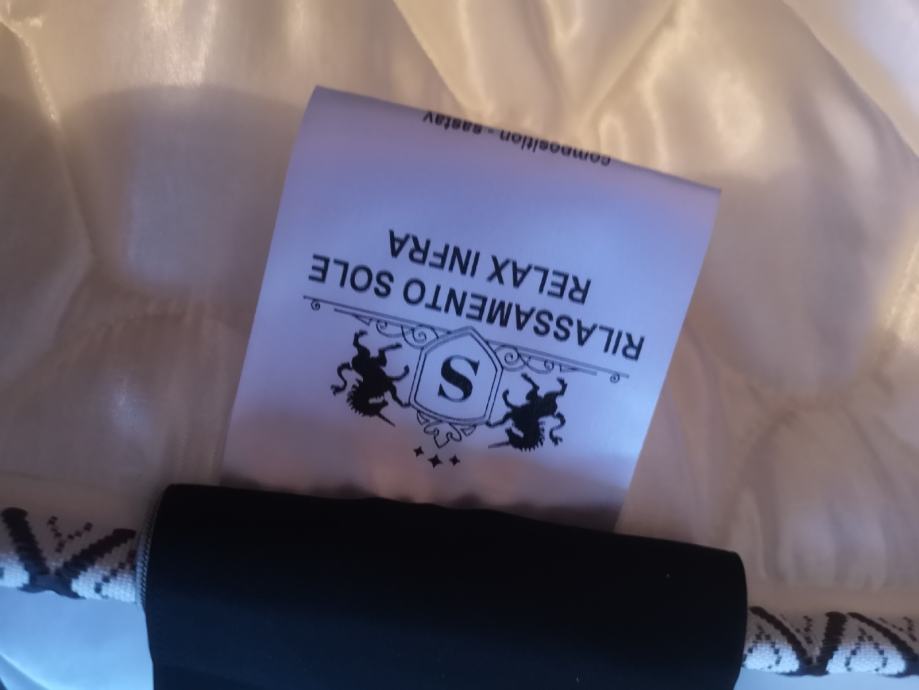 S
RILASSAMENTO SOLE
RELAX INFRA
composition - sastav